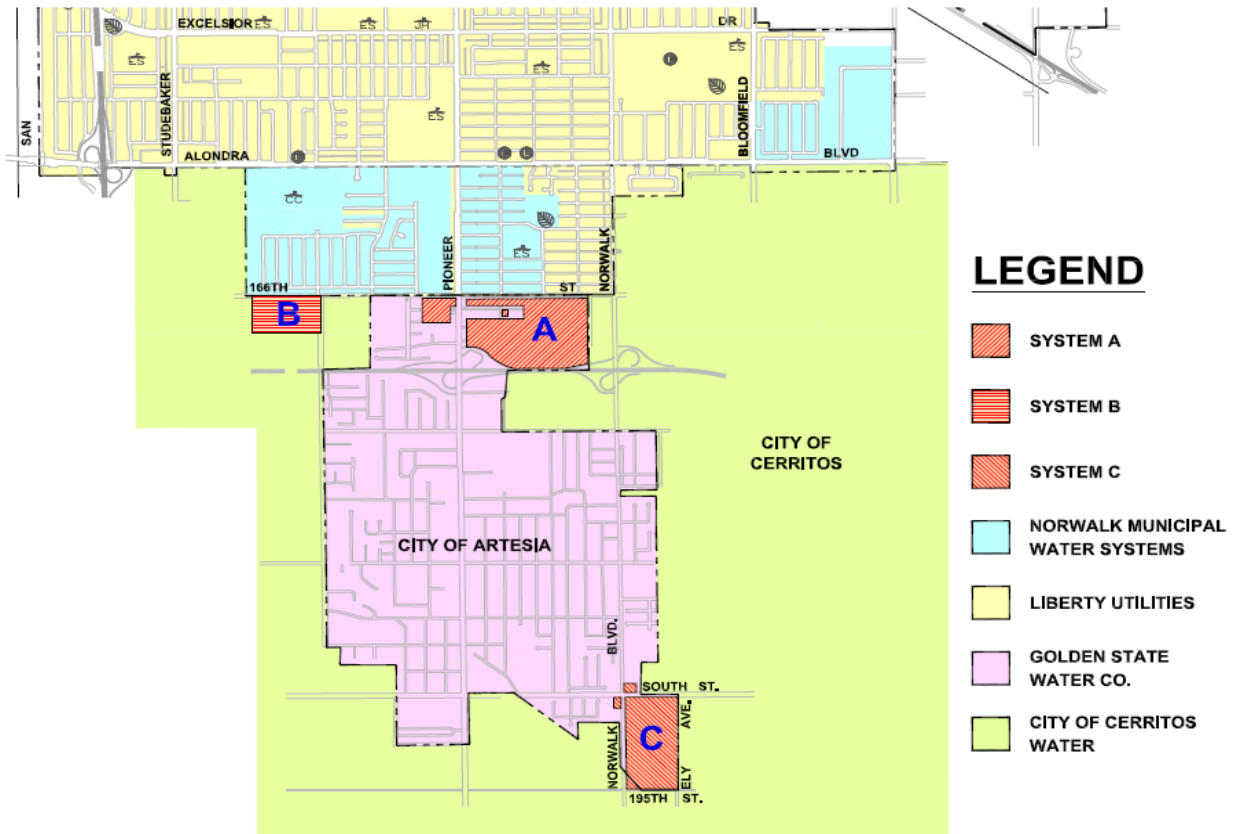 EXCELSIOR
DR
ES
ES
JH
ES
ES
ES
L
ES
SAN
STUDEBAKER
BLOOMFIELD
ALONDRA
L
L
L
BLVD
CC
PIONEER
ES
NORWALK
166TH
ST
B
A
CITY OF
CERRITOS
CITY OF ARTESIA
BLVD.
SOUTH ST.
AVE.
C
NORWALK
ELY
195TH ST.
LEGEND
SYSTEM A
SYSTEM B
SYSTEM C
NORWALK MUNICIPAL
WATER SYSTEMS
LIBERTY UTILITIES
GOLDEN STATE
WATER CO.
CITY OF CERRITOS
WATER